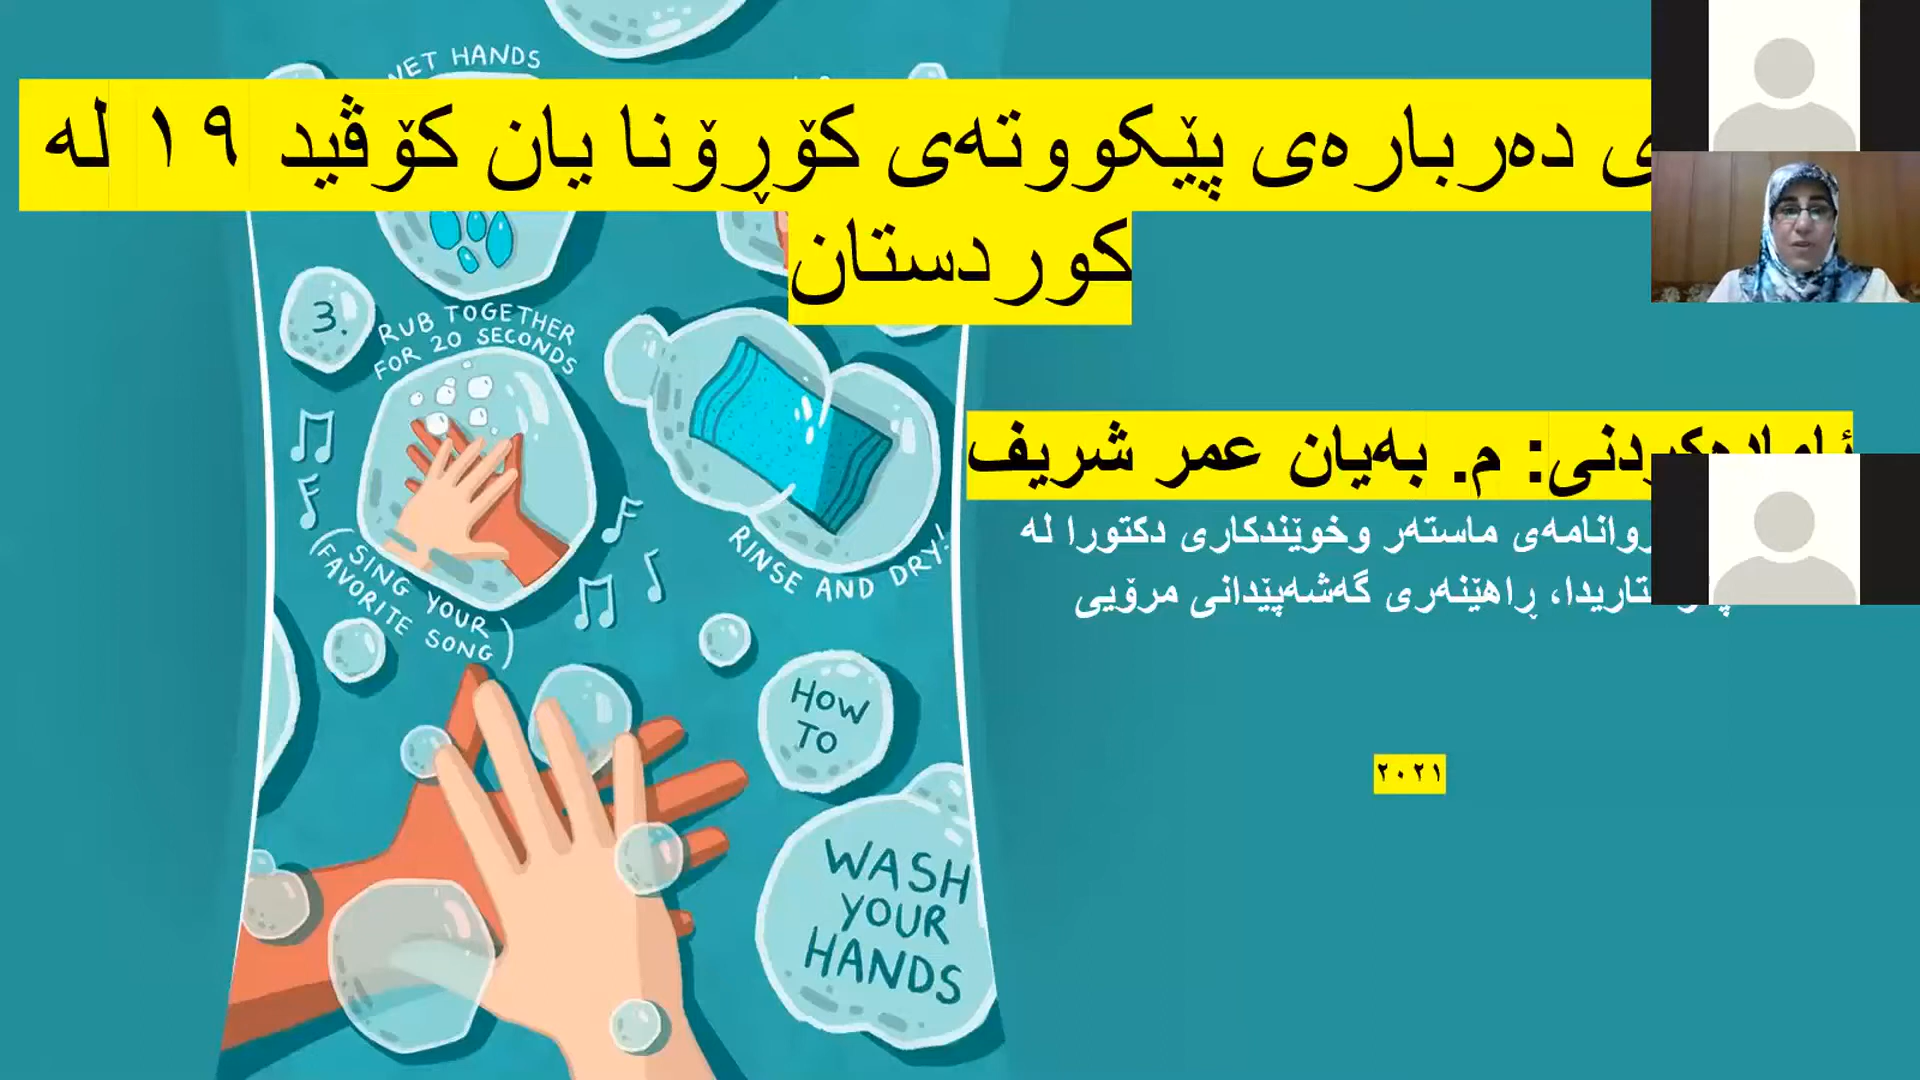 ی دەربارەی پێکووتەی کۆڕۆنا یان کۆڤید ١٩ لە
کوردستان
ئامادەکردنی: م. بەیان عمر شریف
ماستەر وخوێندکاری دکتورا لە
ڕاهێنەری گەشەپێدانی مرۆیی
٢٠٢١
WET HANDS
3.
RUB TOGETHER
FOR 20 SECONDS
(SING YOUR
FAVORITE SONG)
RINSE AND DRY!
HOW
TO
WASH
YOUR
HANDS